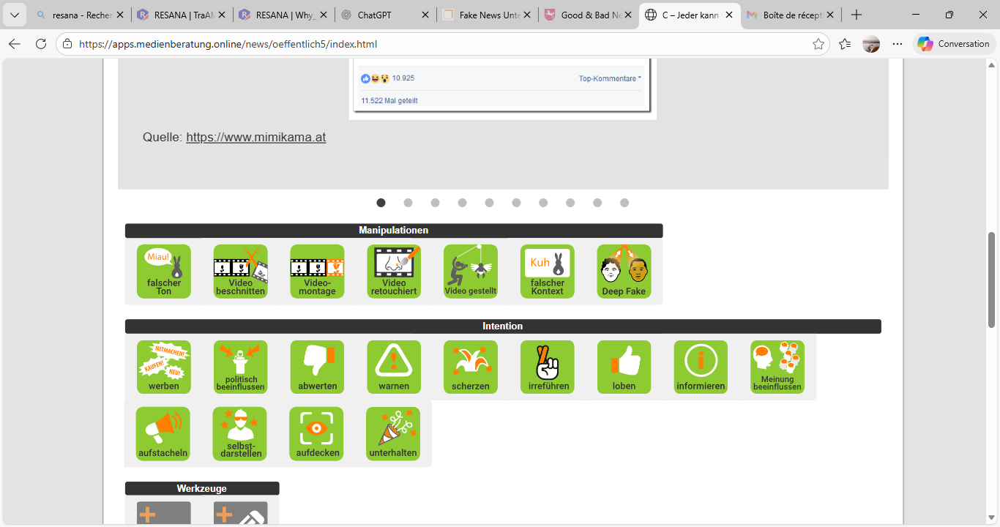 resana - Recher
RESANA | TraAM
RESANA | Why_
ChatGPT
Fake News Unte
Good & Bad Ne
C – Jeder kann
Boîte de récept
https://apps.medienberatung.online/news/oeffentlich5/index.html
Conversation
10.925
Top-Kommentare
11.522 Mal geteilt
Quelle: https://www.mimikama.at
Manipulationen
Miau!
falscher
Ton
Video
beschnitten
Video-
montage
Video
retouchiert
Video gestellt
Kuh
falscher
Kontext
Deep Fake
Intention
MITMACHEN!
KAUFEN!
NEU!
werben
politisch
beeinflussen
abwerten
warnen
scherzen
irreführen
loben
informieren
Meinung
beeinflussen
aufstacheln
selbst-
darstellen
aufdecken
unterhalten
Werkzeuge